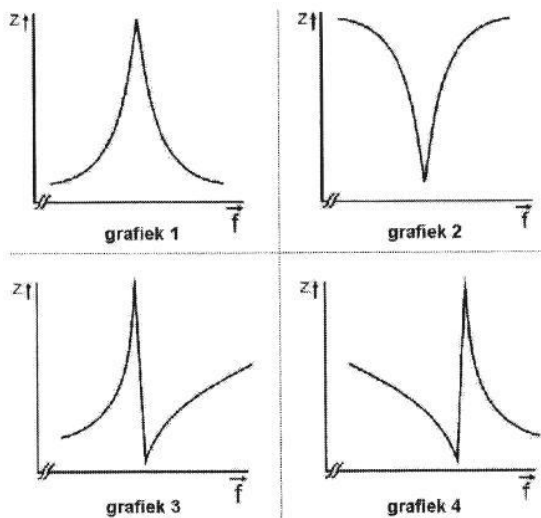 Z↑
f→
grafiek 1
Z↑
f→
grafiek 2
Z↑
f→
grafiek 3
Z↑
f→
grafiek 4